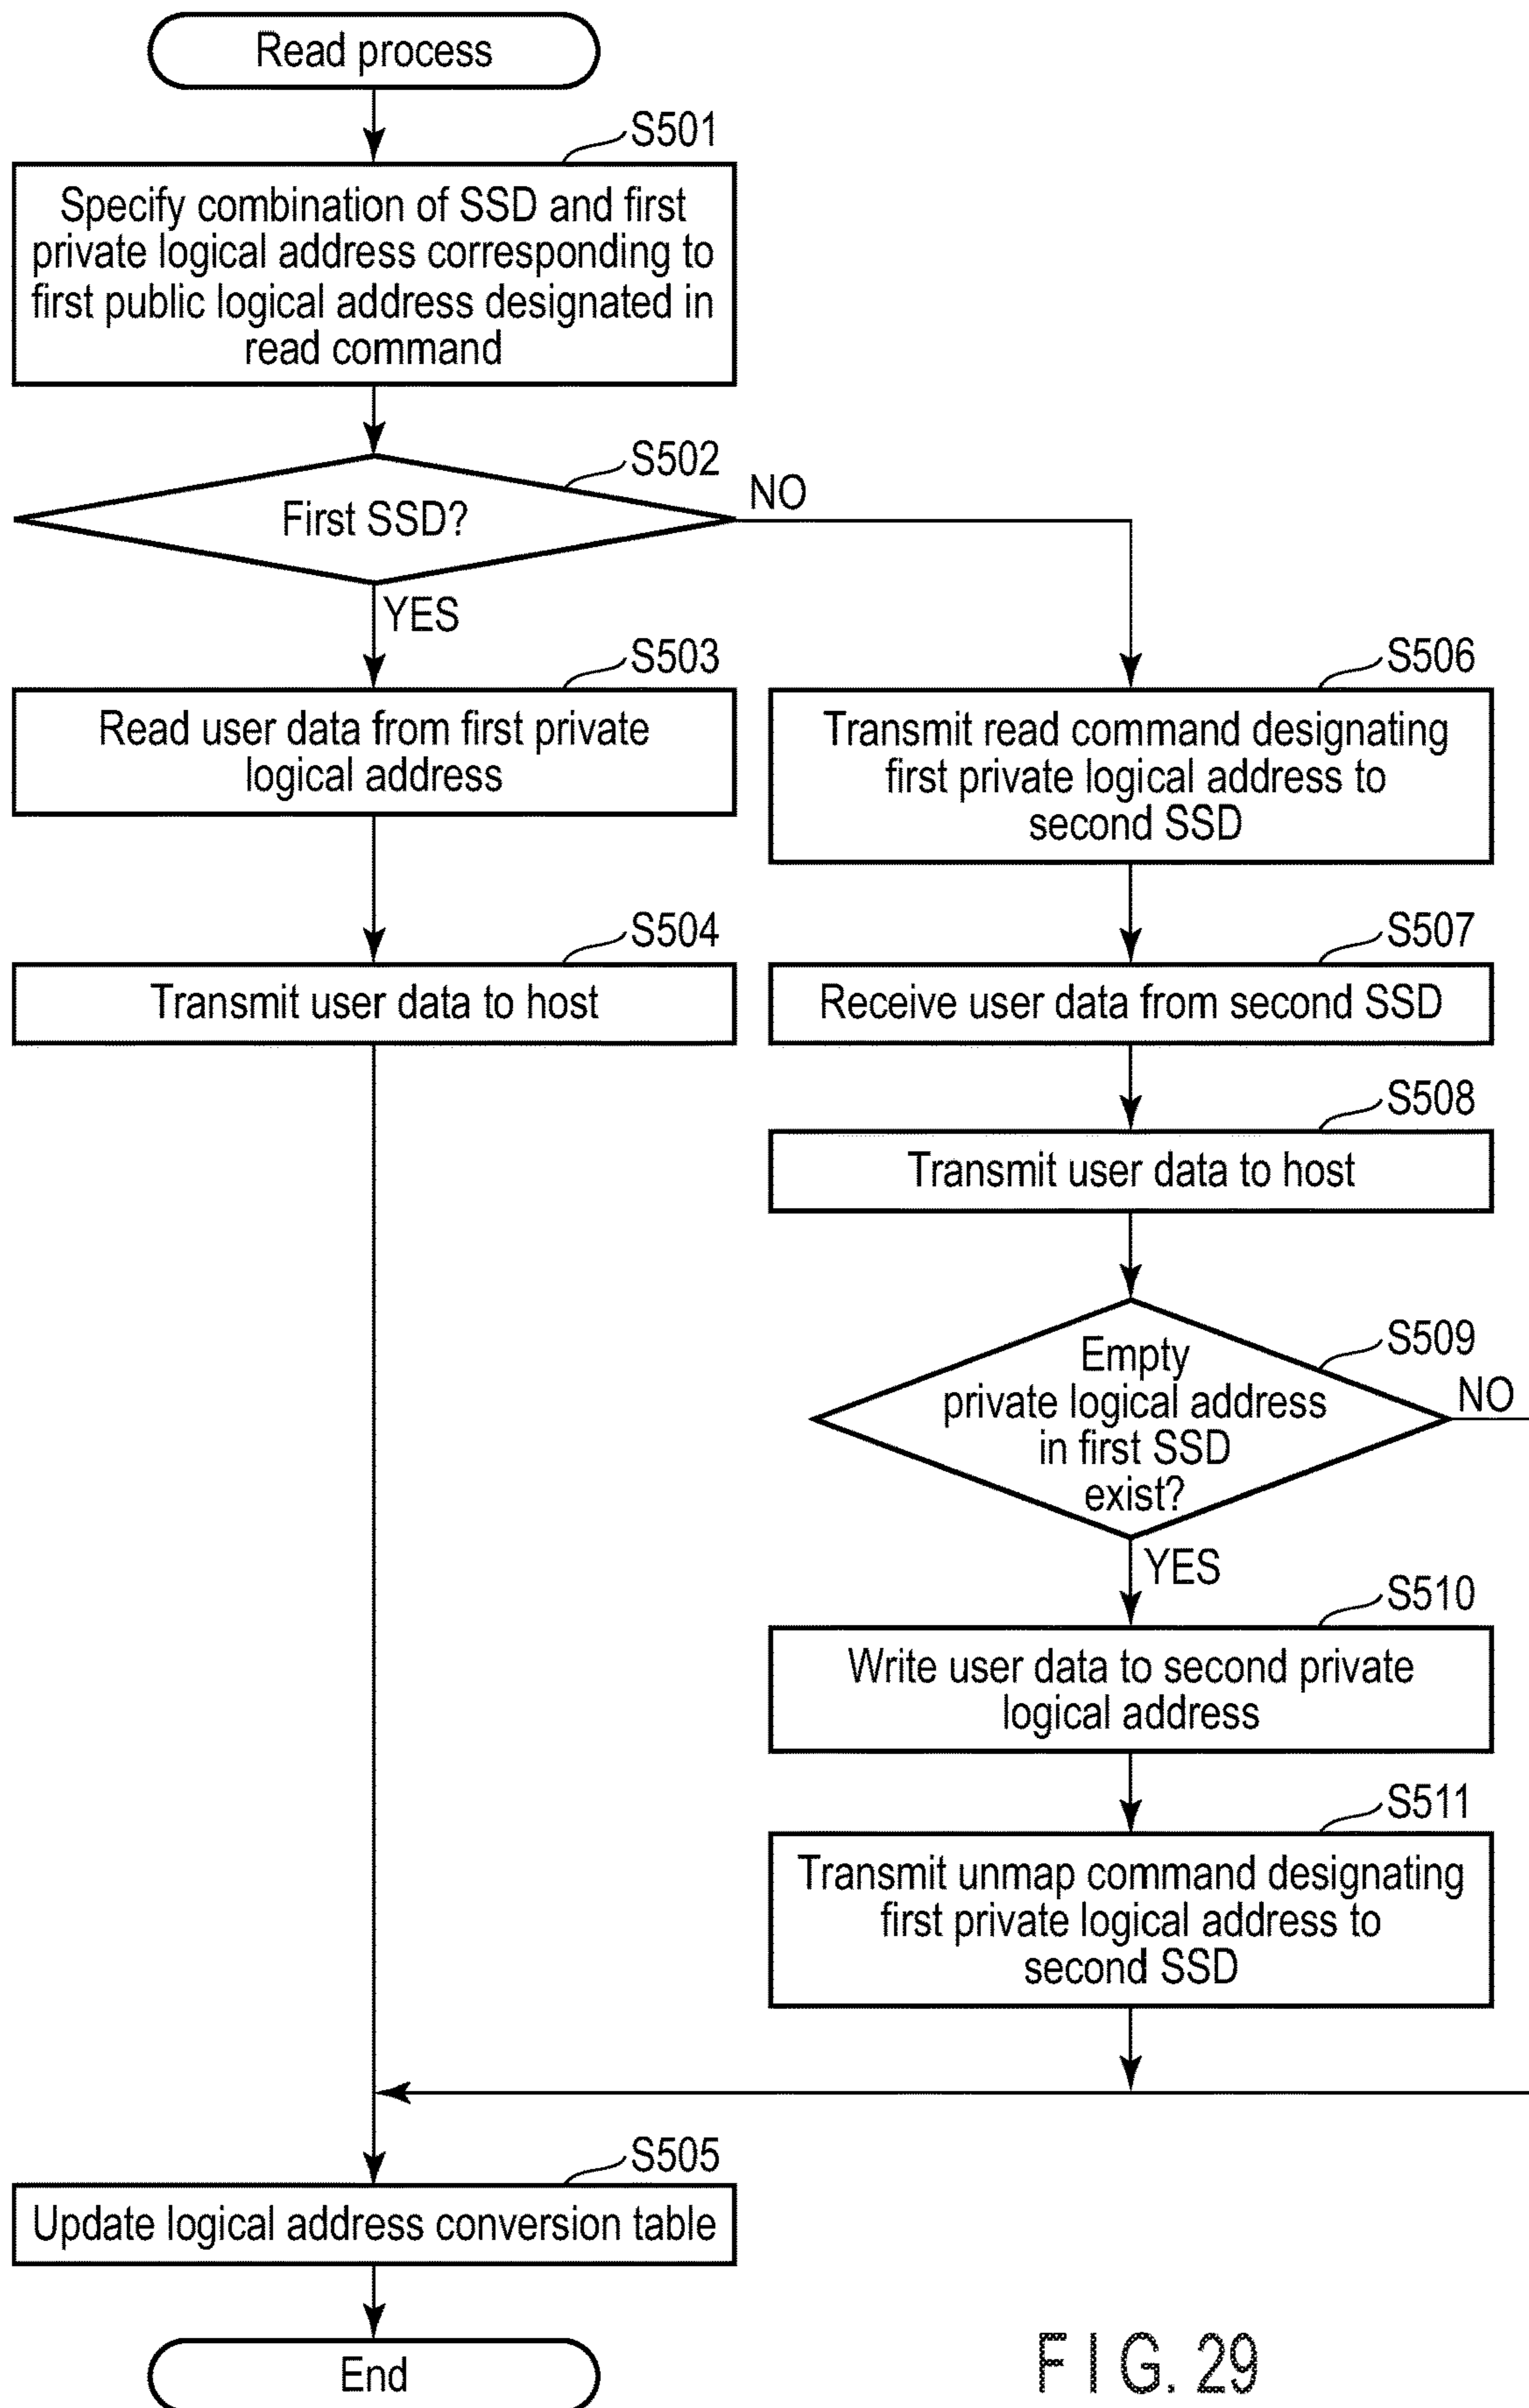 Read process
S501
Specify combination of SSD and first
private logical address corresponding to
first public logical address designated in
read command
S502
First SSD?
NO
YES
S503
Read user data from first private
logical address
S504
Transmit user data to host
S506
Transmit read command designating
first private logical address to
second SSD
S507
Receive user data from second SSD
S508
Transmit user data to host
S509
Empty
private logical address
in first SSD
exist?
NO
YES
S510
Write user data to second private
logical address
S511
Transmit unmap command designating
first private logical address to
second SSD
S505
Update logical address conversion table
End
FIG. 29